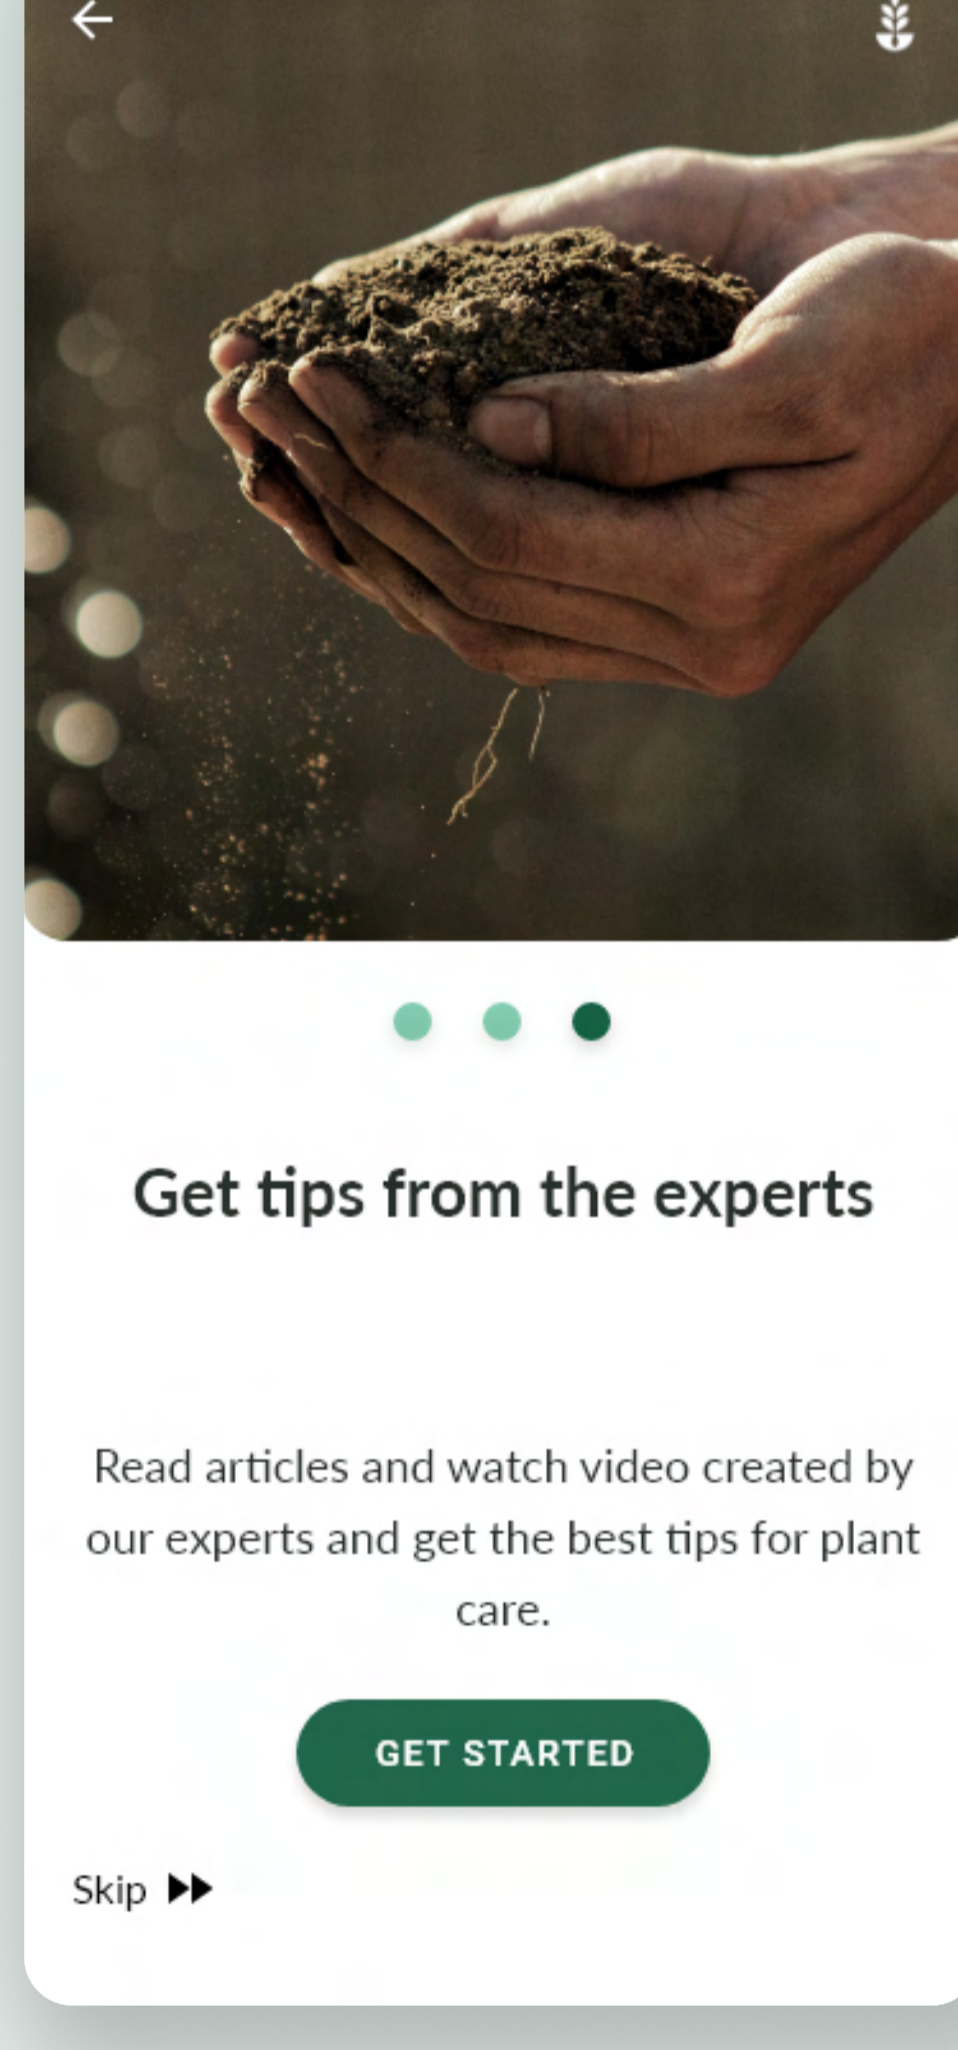 Get tips from the experts
Read articles and watch video created by
our experts and get the best tips for plant
care.
GET STARTED
Skip